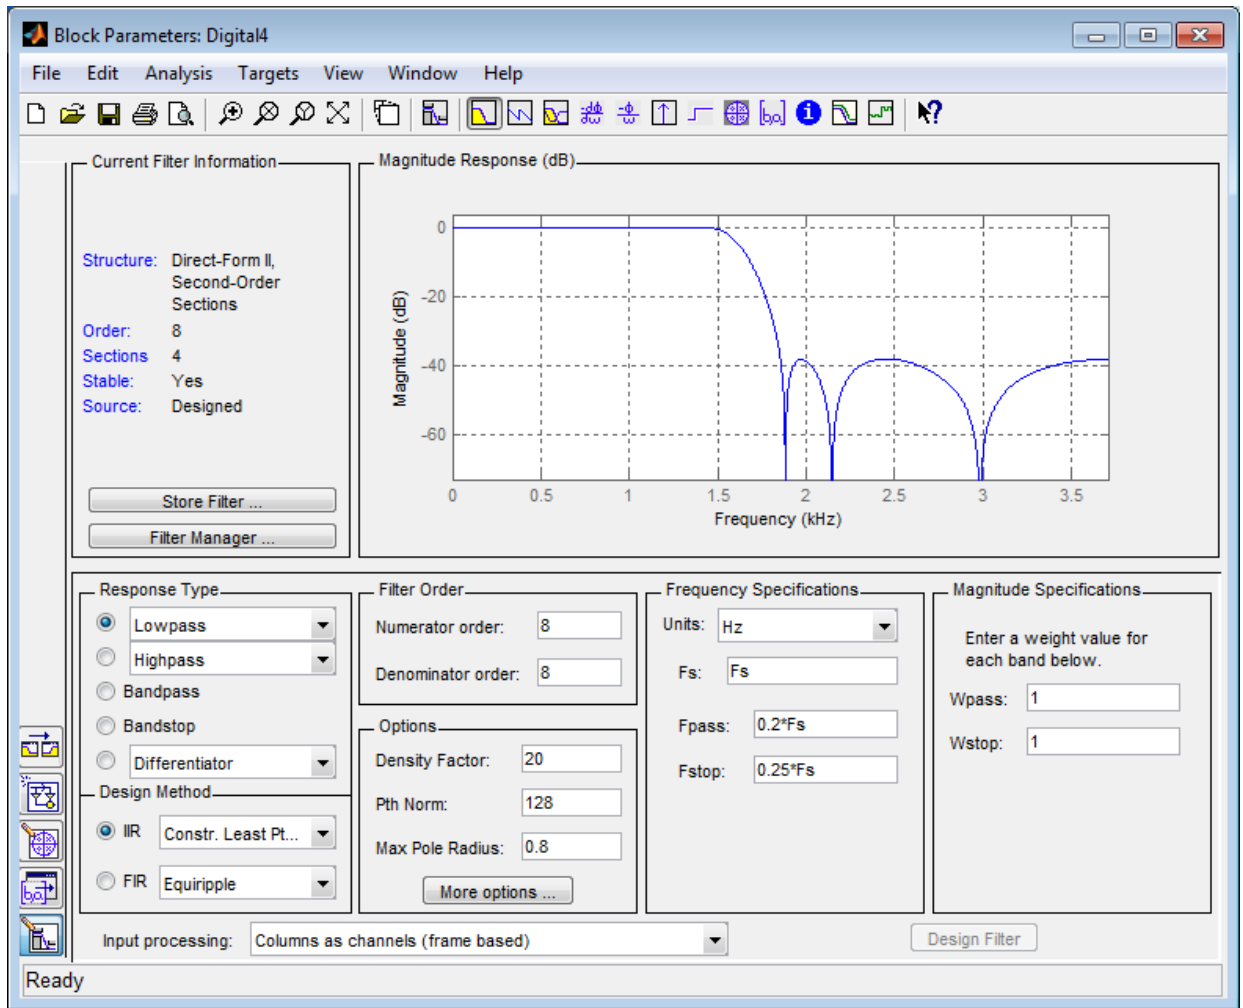 Block Parameters: Digital4
File Edit Analysis Targets View Window Help
Current Filter Information
Structure: Direct-Form II,
Second-Order
Sections
Order: 8
Sections 4
Stable: Yes
Source: Designed
Store Filter ...
Filter Manager ...
Magnitude Response (dB)
Magnitude (dB)
0
-20
-40
-60
0 0.5 1 1.5 2 2.5 3 3.5
Frequency (kHz)
Response Type
Lowpass
Highpass
Bandpass
Bandstop
Differentiator
Design Method
IIR Constr. Least Pt...
FIR Equiripple
Filter Order
Numerator order: 8
Denominator order: 8
Options
Density Factor: 20
Pth Norm: 128
Max Pole Radius: 0.8
More options ...
Frequency Specifications
Units: Hz
Fs: Fs
Fpass: 0.2*Fs
Fstop: 0.25*Fs
Magnitude Specifications
Enter a weight value for
each band below.
Wpass: 1
Wstop: 1
Input processing: Columns as channels (frame based)
Design Filter
Ready